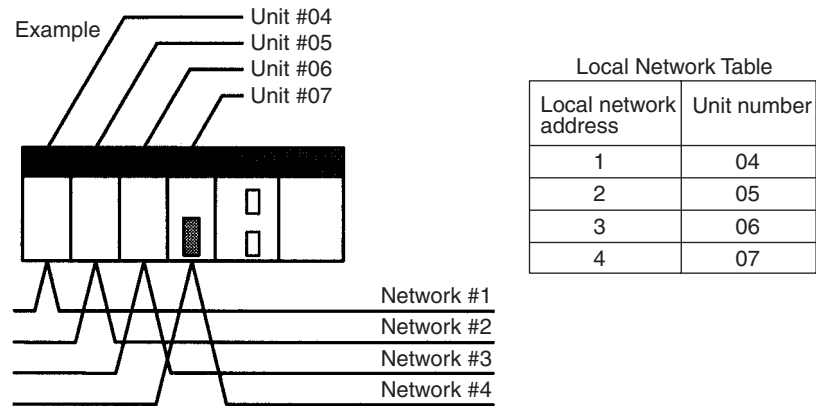 Example
Unit #04
Unit #05
Unit #06
Unit #07
Network #1
Network #2
Network #3
Network #4
Local Network Table
Local network address
Unit number
1 04
2 05
3 06
4 07